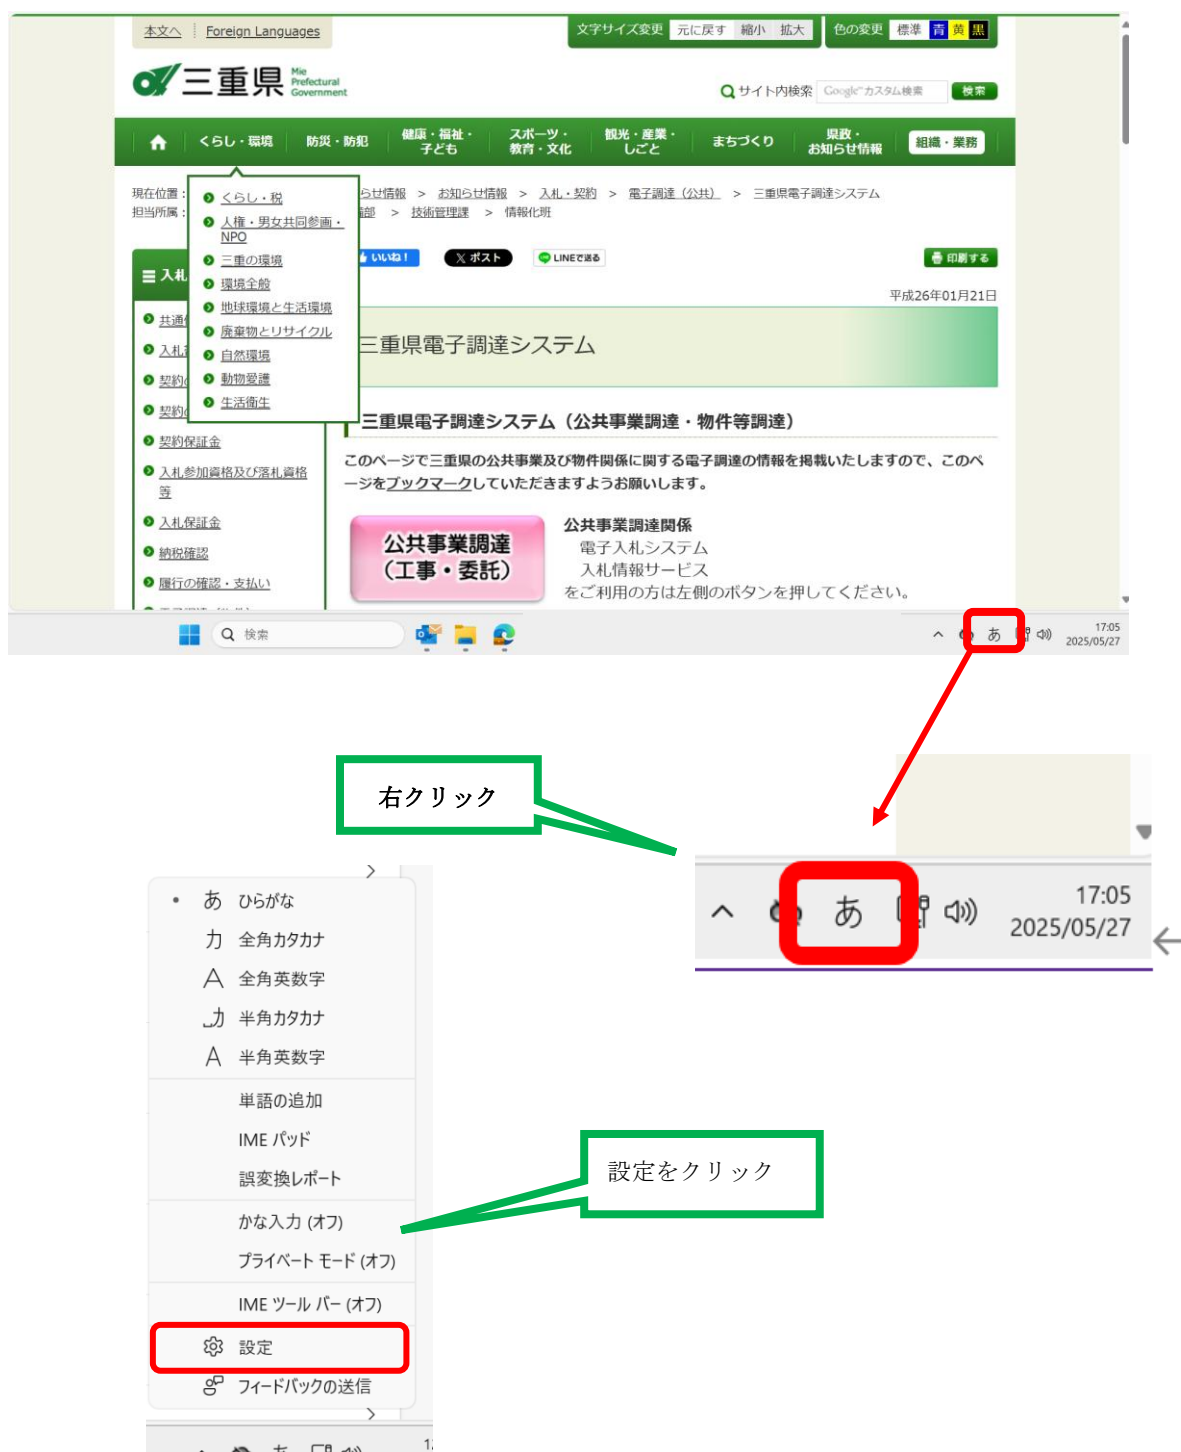 本文へ Foreign Languages 文字サイズ変更 元に戻す 縮小 拡大 色の変更 標準 青 黄 黒
三重県 Mie Prefectural Government
サイト内検索 Google カスタム検索 検索
くらし・環境 防災・防犯 健康・福祉・子ども スポーツ・教育・文化 観光・産業・しごと まちづくり 県政・お知らせ情報 組織・業務
現在位置: らせ情報 > お知らせ情報 > 入札・契約 > 電子調達（公共） > 三重県電子調達システム
担当所属: 部 > 技術管理課 > 情報化班
くらし・税
人権・男女共同参画・
NPO
三重の環境
環境全般
地球環境と生活環境
廃棄物とリサイクル
自然環境
動物愛護
生活衛生
いいね！ ポスト LINEで送る 印刷する
平成26年01月21日
入札
共通
入札
契約の
契約の
契約保証金
入札参加資格及び落札資格
等
入札保証金
納税確認
履行の確認・支払い
三重県電子調達システム
三重県電子調達システム（公共事業調達・物件等調達）
このページで三重県の公共事業及び物件関係に関する電子調達の情報を掲載いたしますので、このペ
ージをブックマークしていただきますようお願いします。
公共事業調達
（工事・委託）
公共事業調達関係
電子入札システム
入札情報サービス
をご利用の方は左側のボタンを押してください。
検索
あ
17:05
2025/05/27
右クリック
あ
17:05
2025/05/27
あ ひらがな
カ 全角カタカナ
A 全角英数字
カ 半角カタカナ
A 半角英数字
単語の追加
IME パッド
誤変換レポート
かな入力 (オフ)
プライベート モード (オフ)
IME ツール バー (オフ)
設定
フィードバックの送信
設定をクリック